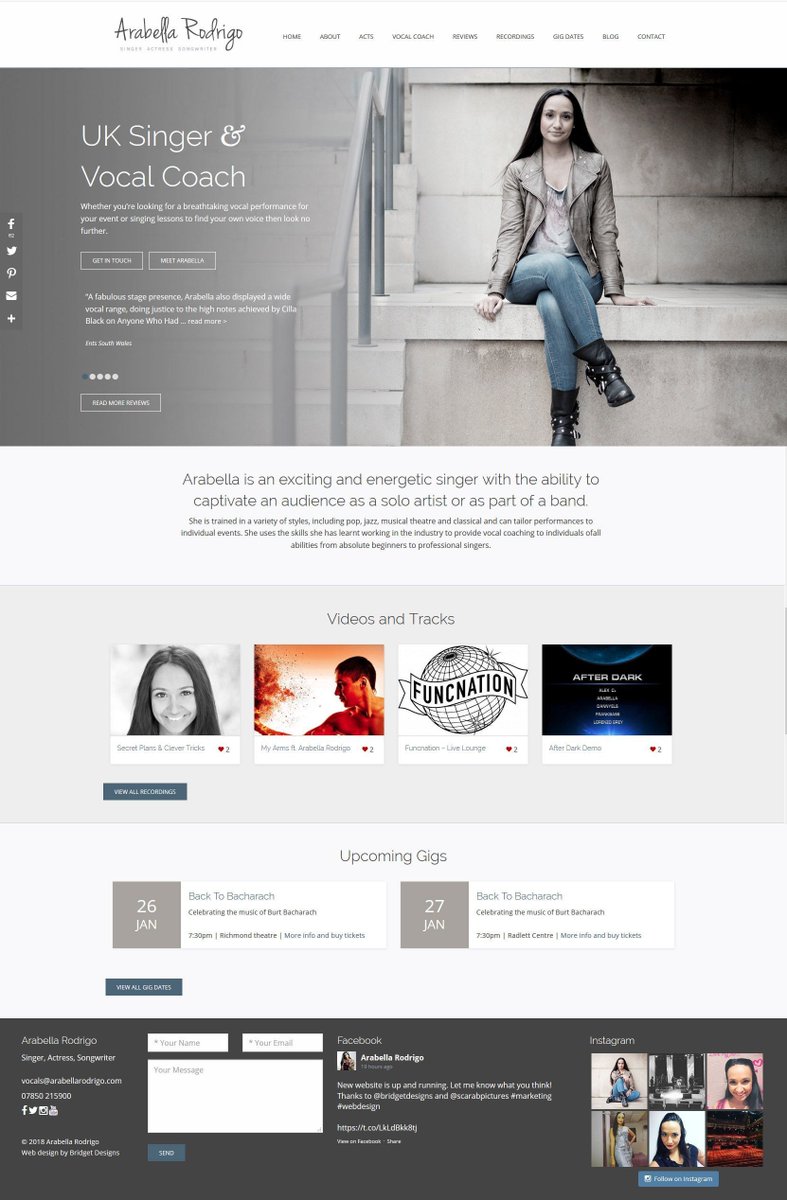 Arabella Rodrigo
SINGER ACTRESS SONGWRITER
HOME ABOUT ACTS VOCAL COACH REVIEWS RECORDINGS GIG DATES BLOG CONTACT
UK Singer &
Vocal Coach
Whether you're looking for a breathtaking vocal performance for
your event or singing lessons to find your own voice then look no
further.
GET IN TOUCH MEET ARABELLA
"A fabulous stage presence, Arabella also displayed a wide
vocal range, doing justice to the high notes achieved by Cilla
Black on Anyone Who Had ... read more >
Ents South Wales
READ MORE REVIEWS
Arabella is an exciting and energetic singer with the ability to
captivate an audience as a solo artist or as part of a band.
She is trained in a variety of styles, including pop, jazz, musical theatre and classical and can tailor performances to
individual events. She uses the skills she has learnt working in the industry to provide vocal coaching to individuals ofall
abilities from absolute beginners to professional singers.
Videos and Tracks
FUNCNATION
AFTER DARK
ARABELLA
Secret Plans & Clever Tricks 2
My Arms ft. Arabella Rodrigo 2
Funcnation – Live Lounge 2
After Dark Demo 2
VIEW ALL RECORDINGS
Upcoming Gigs
26
JAN
Back To Bacharach
Celebrating the music of Burt Bacharach
7:30pm | Richmond theatre | More info and buy tickets
27
JAN
Back To Bacharach
Celebrating the music of Burt Bacharach
7:30pm | Radlett Centre | More info and buy tickets
VIEW ALL GIG DATES
Arabella Rodrigo
Singer, Actress, Songwriter
vocals@arabellarodrigo.com
07850 215900
© 2018 Arabella Rodrigo
Web design by Bridget Designs
* Your Name * Your Email
Your Message
SEND
Facebook
Arabella Rodrigo
19 hours ago
New website is up and running. Let me know what you think!
Thanks to @bridgetdesigns and @scarabpictures #marketing
#webdesign
https://t.co/LkLdBkk8tj
View on Facebook · Share
Instagram
Follow on Instagram